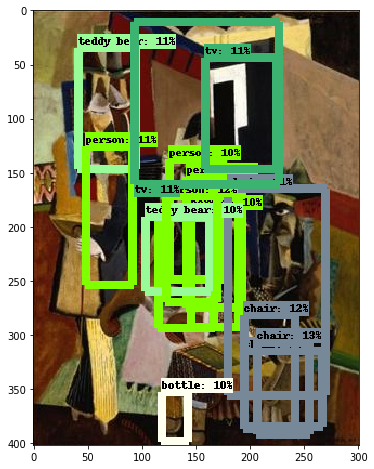 0
50
100
150
200
250
300
350
400
teddy bear: 11%
tv: 11%
person: 11%
person: 10%
tv: 11%
teddy bear: 10%
chair: 12%
chair: 13%
bottle: 10%
0 50 100 150 200 250 300